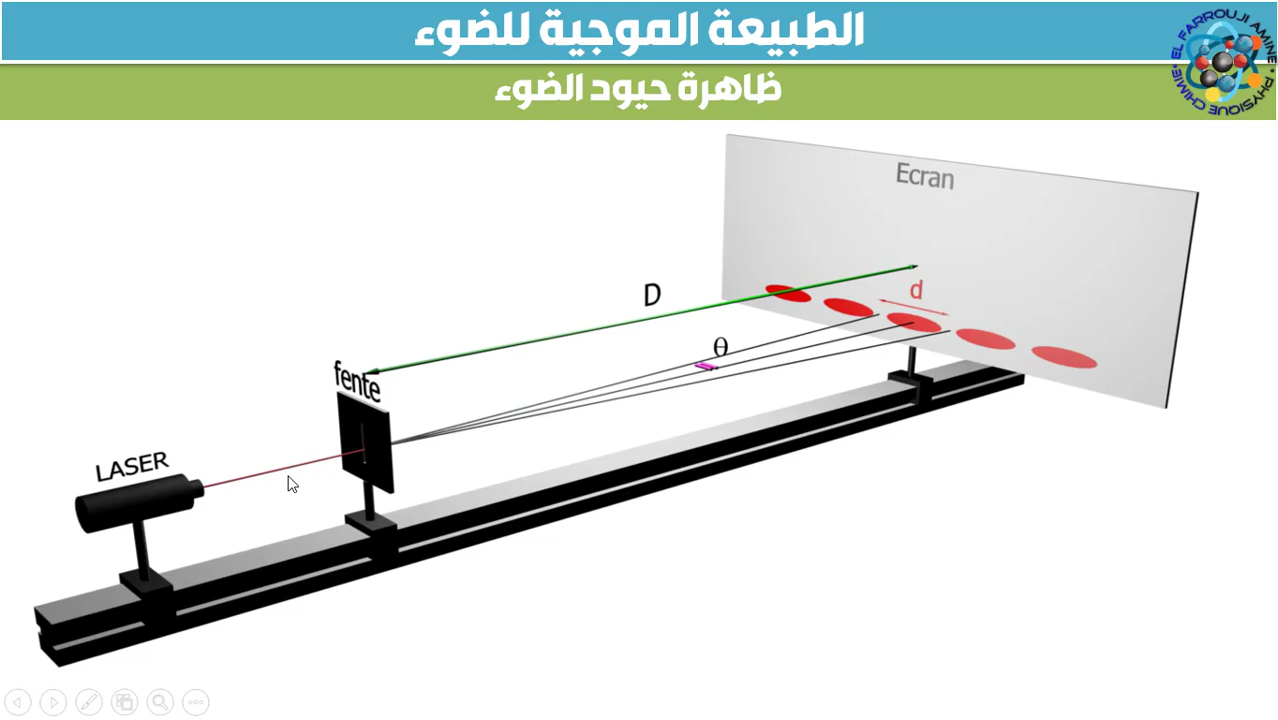 الطبيعة الموجية للضوء
ظاهرة حيود الضوء
EL FARROUJI AMINE * PHYSIQUE CHIMIE *
Ecran
d
D
θ
fente
LASER